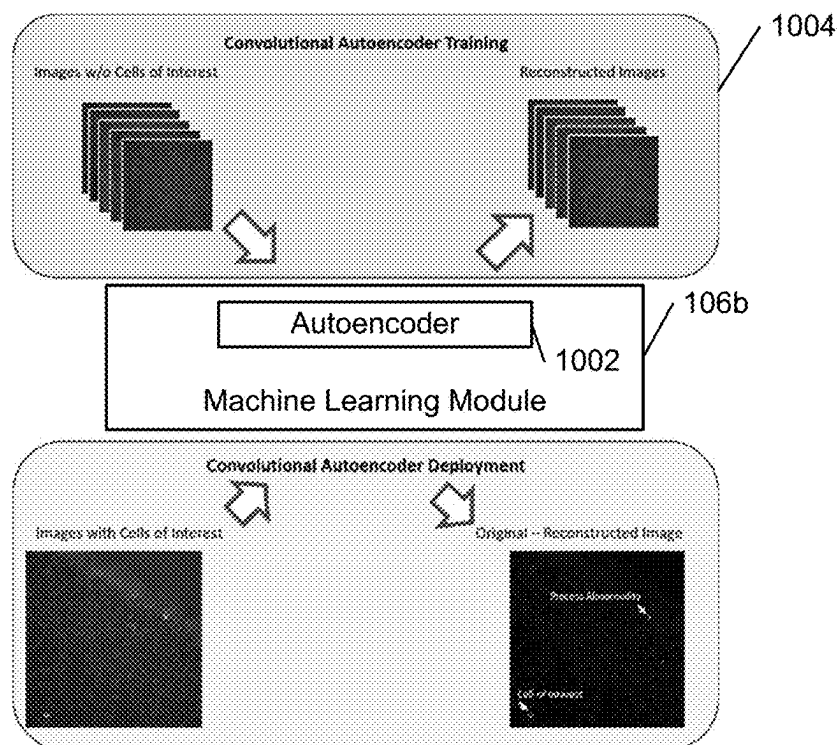 1004
Convolutional Autoencoder Training
Images w/o Cells of Interest
Reconstructed Images
106b
Autoencoder
1002
Machine Learning Module
Convolutional Autoencoder Deployment
Images with Cells of Interest
Original -- Reconstructed Image
Process Abnormality
Cell of Interest